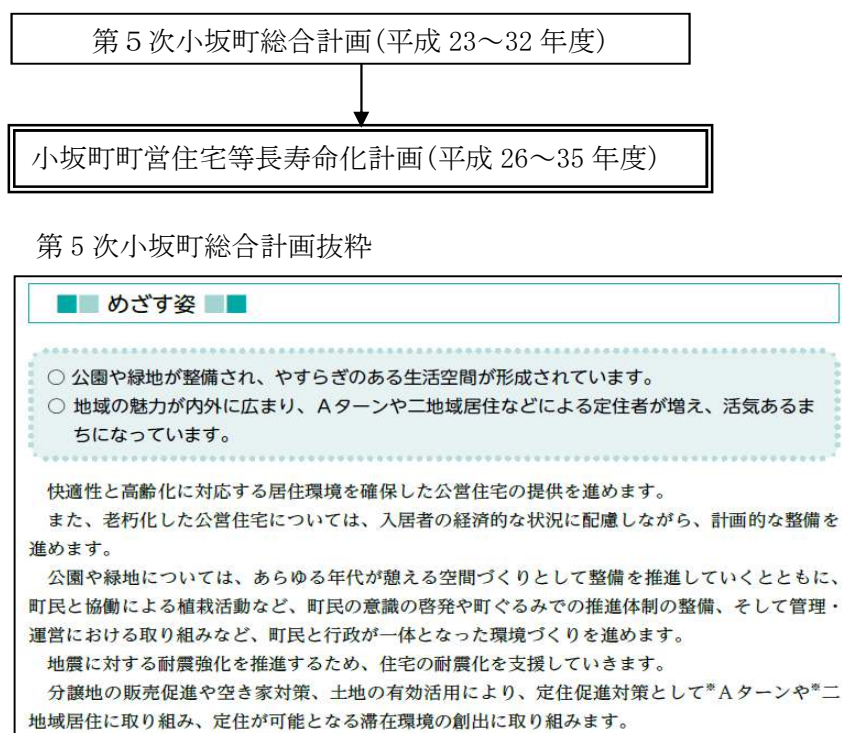 第５次小坂町総合計画(平成 23～32 年度)
小坂町町営住宅等長寿命化計画(平成 26～35 年度)
第 5 次小坂町総合計画抜粋
めざす姿
○ 公園や緑地が整備され、やすらぎのある生活空間が形成されています。
○ 地域の魅力が内外に広まり、Ａターンや二地域居住などによる定住者が増え、活気あるま
ちになっています。
快適性と高齢化に対応する居住環境を確保した公営住宅の提供を進めます。
また、老朽化した公営住宅については、入居者の経済的な状況に配慮しながら、計画的な整備を
進めます。
公園や緑地については、あらゆる年代が憩える空間づくりとして整備を推進していくとともに、
町民と協働による植栽活動など、町民の意識の啓発や町ぐるみでの推進体制の整備、そして管理・
運営における取り組みなど、町民と行政が一体となった環境づくりを進めます。
地震に対する耐震強化を推進するため、住宅の耐震化を支援していきます。
分譲地の販売促進や空き家対策、土地の有効活用により、定住促進対策として※Ａターンや※二
地域居住に取り組み、定住が可能となる滞在環境の創出に取り組みます。